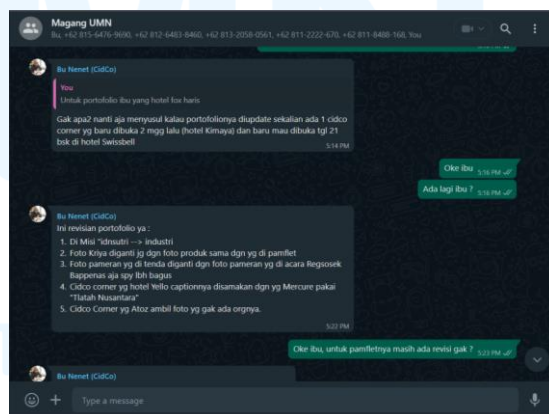 Magang UMN
Bu, +62 815-6476-9690, +62 812-6483-8460, +62 813-2058-0561, +62 811-2222-670, +62 811-8488-168, You
Bu Nenet (CidCo)
You
Untuk portofolio ibu yang hotel fox haris
Gak apa2 nanti aja menyusul kalau portofolionya diupdate sekalian ada 1 cidco
corner yg baru dibuka 2 mgg lalu (hotel Kimaya) dan baru mau dibuka tgl 21
bsk di hotel Swissbell
5:14 PM
Oke ibu 5:16 PM
Ada lagi ibu ? 5:16 PM
Bu Nenet (CidCo)
Ini revisian portofolio ya :
1. Di Misi "idnsutri --> industri
2. Foto Kriya diganti jg dgn foto produk sama dgn yg di pamflet
3. Foto pameran yg di tenda diganti dgn foto pameran yg di acara Regsosek
Bappenas aja spy lbh bagus
4. Cidco corner yg hotel Yello captionnya disamakan dgn yg Mercure pakai
"Tlatah Nusantara"
5. Cidco Corner yg Atoz ambil foto yg gak ada orgnya.
5:22 PM
Oke ibu, untuk pamfletnya masih ada revisi gak ? 5:23 PM
Bu Nenet (CidCo)
Type a message